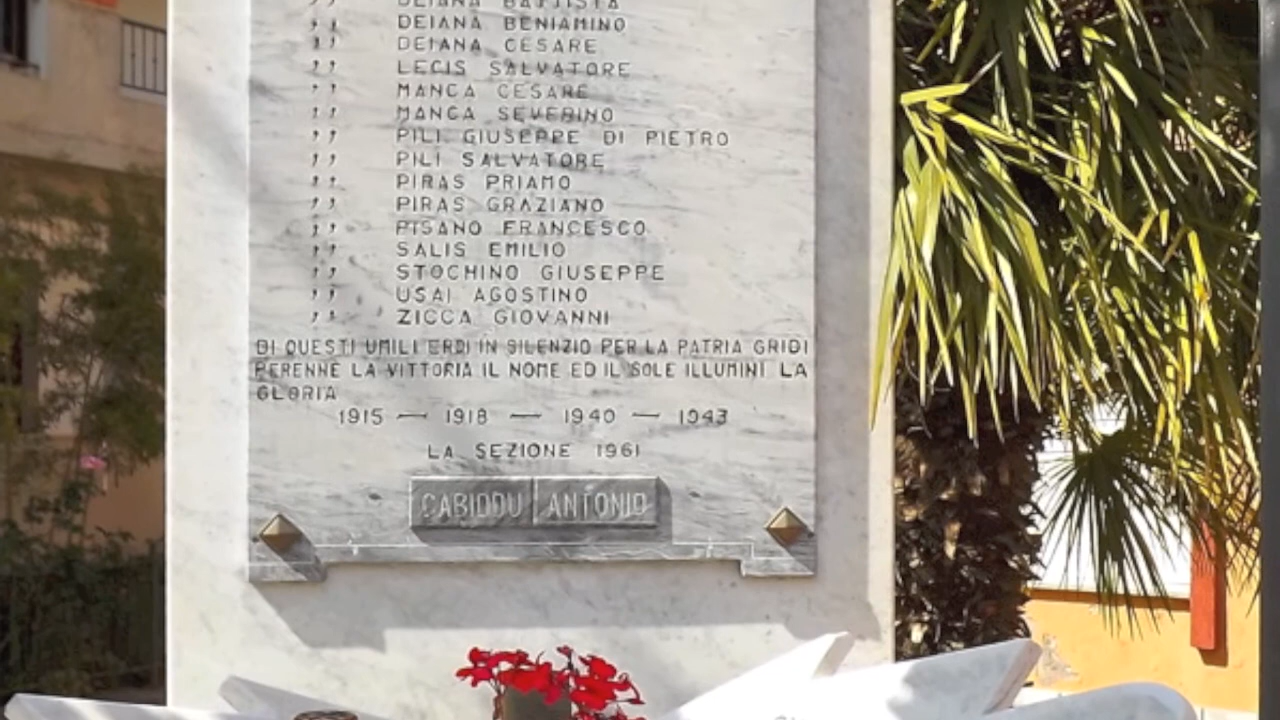 ,, DEIANA BATTISTA
,, DEIANA BENIAMINO
,, DEIANA CESARE
,, LECIS SALVATORE
,, MANCA CESARE
,, MANCA SEVERINO
,, PILI GIUSEPPE DI PIETRO
,, PILI SALVATORE
,, PIRAS PRIAMO
,, PIRAS GRAZIANO
,, PISANO FRANCESCO
,, SALIS EMILIO
,, STOCHINO GIUSEPPE
,, USAI AGOSTINO
,, ZICCA GIOVANNI
DI QUESTI UMILI EROI IN SILENZIO PER LA PATRIA GRIDI
PERENNE LA VITTORIA IL NOME ED IL SOLE ILLUMINI LA
GLORIA
1915 — 1918 — 1940 — 1943
LA SEZIONE 1961
CABIDDU ANTONIO